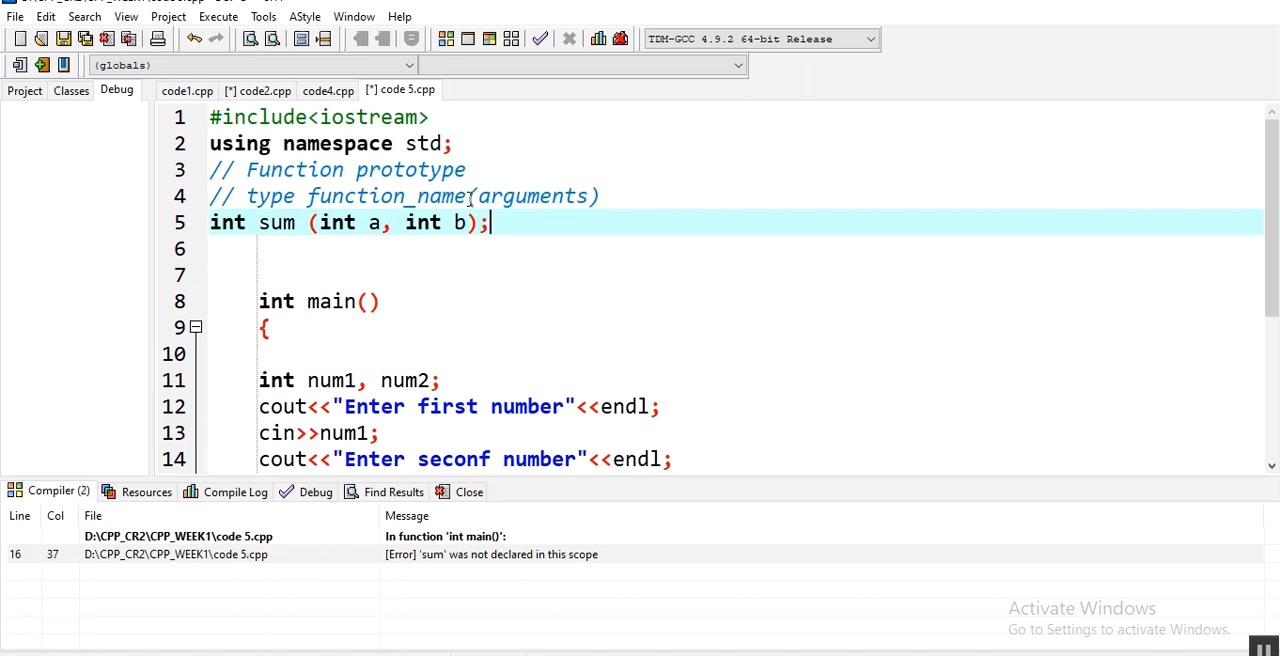 File Edit Search View Project Execute Tools AStyle Window Help
TDM-GCC 4.9.2 64-bit Release
(globals)
Project Classes Debug code1.cpp [*] code2.cpp code4.cpp [*] code 5.cpp
1 #include<iostream>
2 using namespace std;
3 // Function prototype
4 // type function_name(arguments)
5 int sum (int a, int b);
6
7
8 int main()
9 {
10
11 int num1, num2;
12 cout<<"Enter first number"<<endl;
13 cin>>num1;
14 cout<<"Enter seconf number"<<endl;
Compiler (2) Resources Compile Log Debug Find Results Close
Line Col File Message
D:\CPP_CR2\CPP_WEEK1\code 5.cpp In function 'int main()':
16 37 D:\CPP_CR2\CPP_WEEK1\code 5.cpp [Error] 'sum' was not declared in this scope
Activate Windows
Go to Settings to activate Windows.